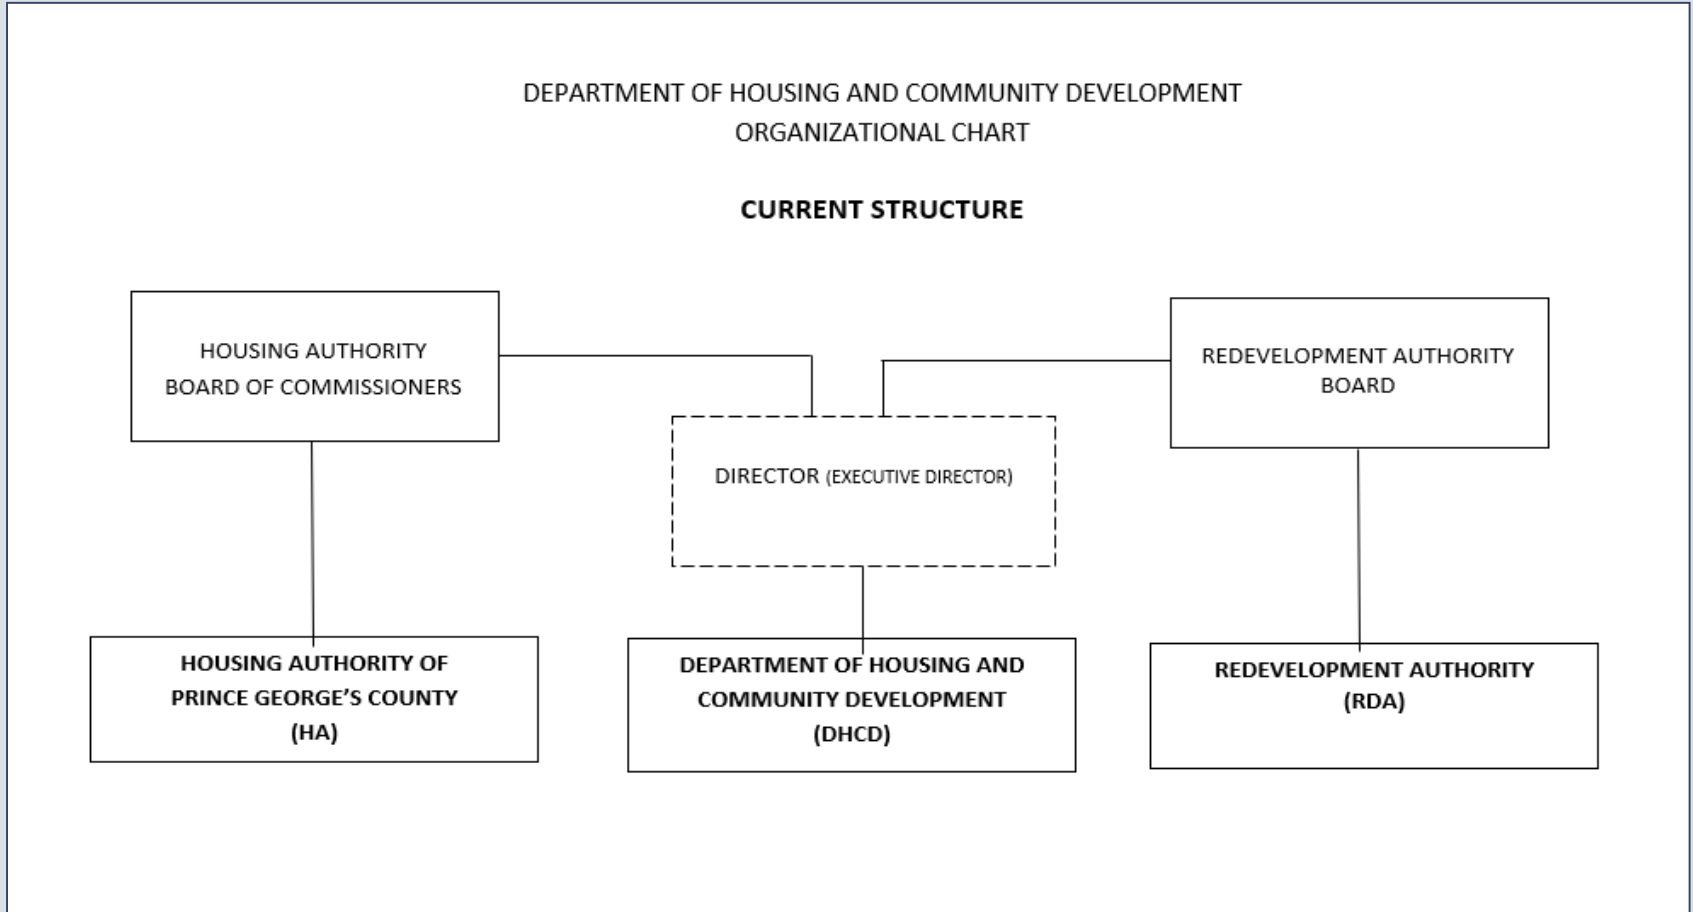 DEPARTMENT OF HOUSING AND COMMUNITY DEVELOPMENT
ORGANIZATIONAL CHART
CURRENT STRUCTURE
HOUSING AUTHORITY
BOARD OF COMMISSIONERS
REDEVELOPMENT AUTHORITY
BOARD
DIRECTOR (EXECUTIVE DIRECTOR)
HOUSING AUTHORITY OF
PRINCE GEORGE’S COUNTY
(HA)
DEPARTMENT OF HOUSING AND
COMMUNITY DEVELOPMENT
(DHCD)
REDEVELOPMENT AUTHORITY
(RDA)